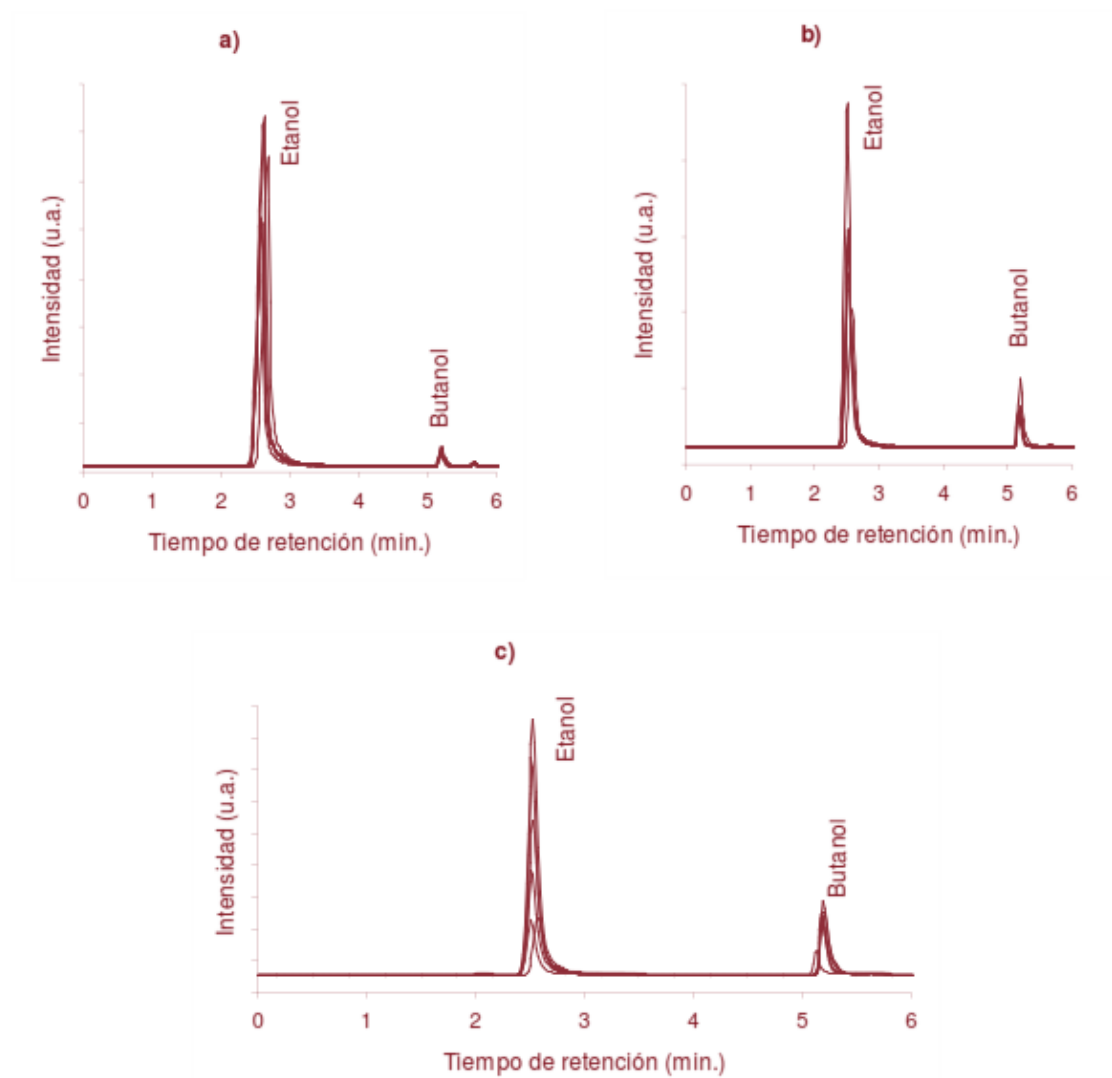 a)
Etanol
Butanol
Intensidad (u.a.)
0 1 2 3 4 5 6
Tiempo de retención (min.)
b)
Etanol
Butanol
Intensidad (u.a.)
0 1 2 3 4 5 6
Tiempo de retención (min.)
c)
Etanol
Butanol
Intensidad (u.a.)
0 1 2 3 4 5 6
Tiempo de retención (min.)